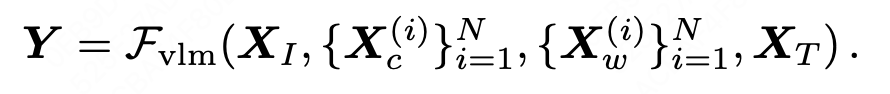 Y = F_vlm(X_I, {X_c^(i)}_{i=1}^N, {X_w^(i)}_{i=1}^N, X_T) .